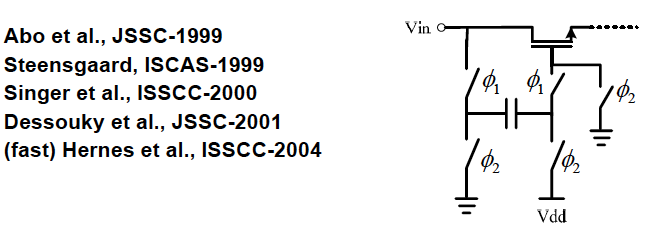 Abo et al., JSSC-1999
Steensgaard, ISCAS-1999
Singer et al., ISSCC-2000
Dessouky et al., JSSC-2001
(fast) Hernes et al., ISSCC-2004
Vin
ϕ1 ϕ1 ϕ2
ϕ2 ϕ2
Vdd